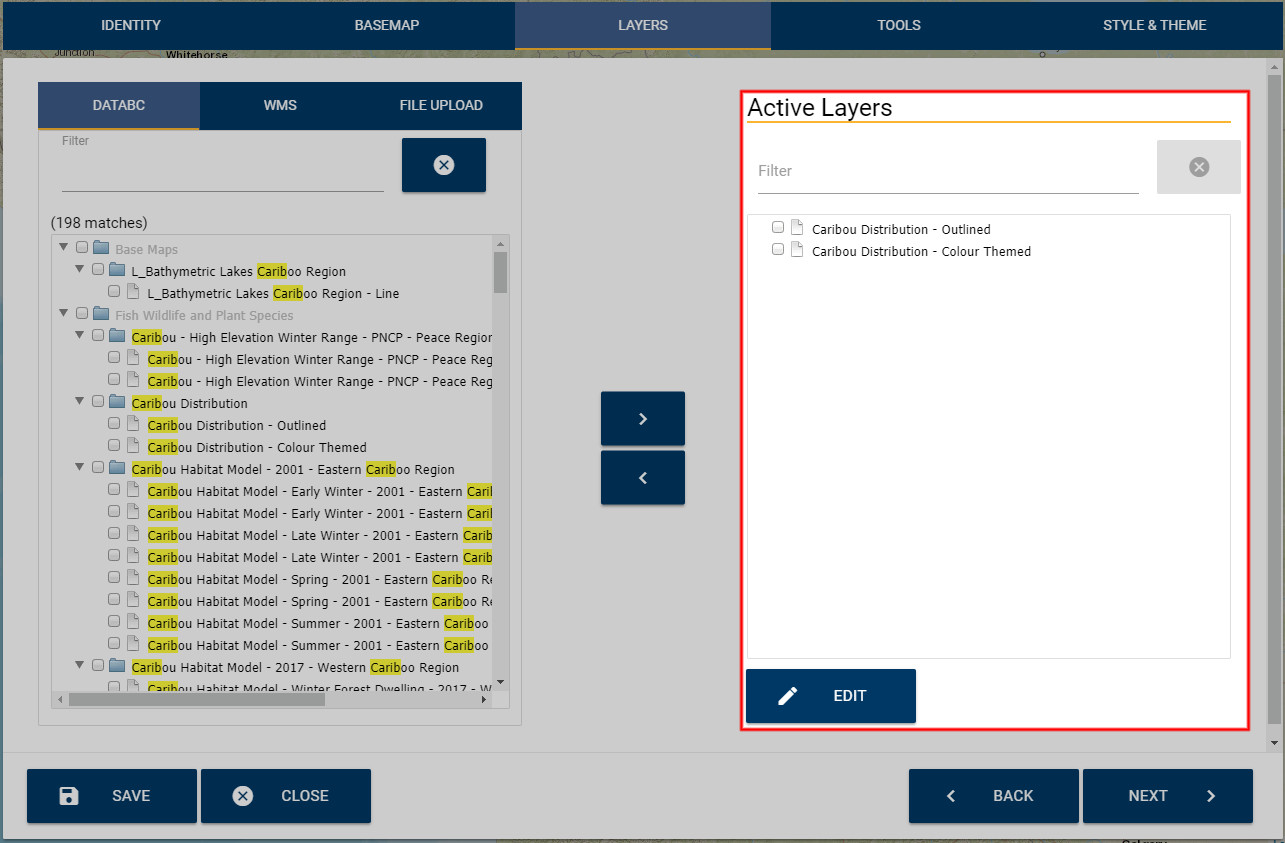 IDENTITY BASEMAP LAYERS TOOLS STYLE & THEME
Junction Whitehorse
DATABC WMS FILE UPLOAD
Filter
(198 matches)
Base Maps
L_Bathymetric Lakes Cariboo Region
L_Bathymetric Lakes Cariboo Region - Line
Fish Wildlife and Plant Species
Caribou - High Elevation Winter Range - PNCP - Peace Region
Caribou - High Elevation Winter Range - PNCP - Peace Reg
Caribou - High Elevation Winter Range - PNCP - Peace Reg
Caribou Distribution
Caribou Distribution - Outlined
Caribou Distribution - Colour Themed
Caribou Habitat Model - 2001 - Eastern Cariboo Region
Caribou Habitat Model - Early Winter - 2001 - Eastern Carib
Caribou Habitat Model - Early Winter - 2001 - Eastern Carib
Caribou Habitat Model - Late Winter - 2001 - Eastern Carib
Caribou Habitat Model - Late Winter - 2001 - Eastern Carib
Caribou Habitat Model - Spring - 2001 - Eastern Cariboo Re
Caribou Habitat Model - Spring - 2001 - Eastern Cariboo Re
Caribou Habitat Model - Summer - 2001 - Eastern Cariboo
Caribou Habitat Model - Summer - 2001 - Eastern Cariboo
Caribou Habitat Model - 2017 - Western Cariboo Region
Caribou Habitat Model - Winter Forest Dwelling - 2017 - W
Active Layers
Filter
Caribou Distribution - Outlined
Caribou Distribution - Colour Themed
EDIT
SAVE CLOSE BACK NEXT